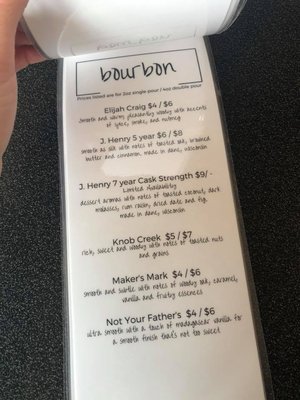 bourbon
Prices listed are for 2oz single pour / 4oz double pour
Elijah Craig $4 / $6
smooth and warm, pleasantly woody with accents
of spice, smoke, and nutmeg
J. Henry 5 year $6 / $8
smooth as silk with notes of toasted oak, browned
butter and cinnamon, made in dane, wisconsin
J. Henry 7 year Cask Strength $9/ -
Limited Availability
dessert aromas with notes of toasted coconut, dark
molasses, rum raisin, dried date and fig.
made in dane, wisconsin
Knob Creek $5 / $7
rich, sweet and woody with notes of toasted nuts
and grains
Maker's Mark $4 / $6
smooth and subtle with notes of woody oak, caramel,
vanilla and fruity essences
Not Your Father's $4 / $6
ultra smooth with a touch of madagascar vanilla for
a smooth finish that's not too sweet